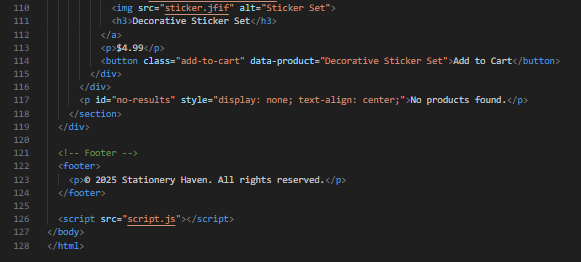 110 <img src="sticker.jfif" alt="Sticker Set">
111 <h3>Decorative Sticker Set</h3>
112 </a>
113 <p>$4.99</p>
114 <button class="add-to-cart" data-product="Decorative Sticker Set">Add to Cart</button>
115 </div>
116 </div>
117 <p id="no-results" style="display: none; text-align: center;">No products found.</p>
118 </section>
119 </div>
120
121 <!-- Footer -->
122 <footer>
123 <p>© 2025 Stationery Haven. All rights reserved.</p>
124 </footer>
125
126 <script src="script.js"></script>
127 </body>
128 </html>